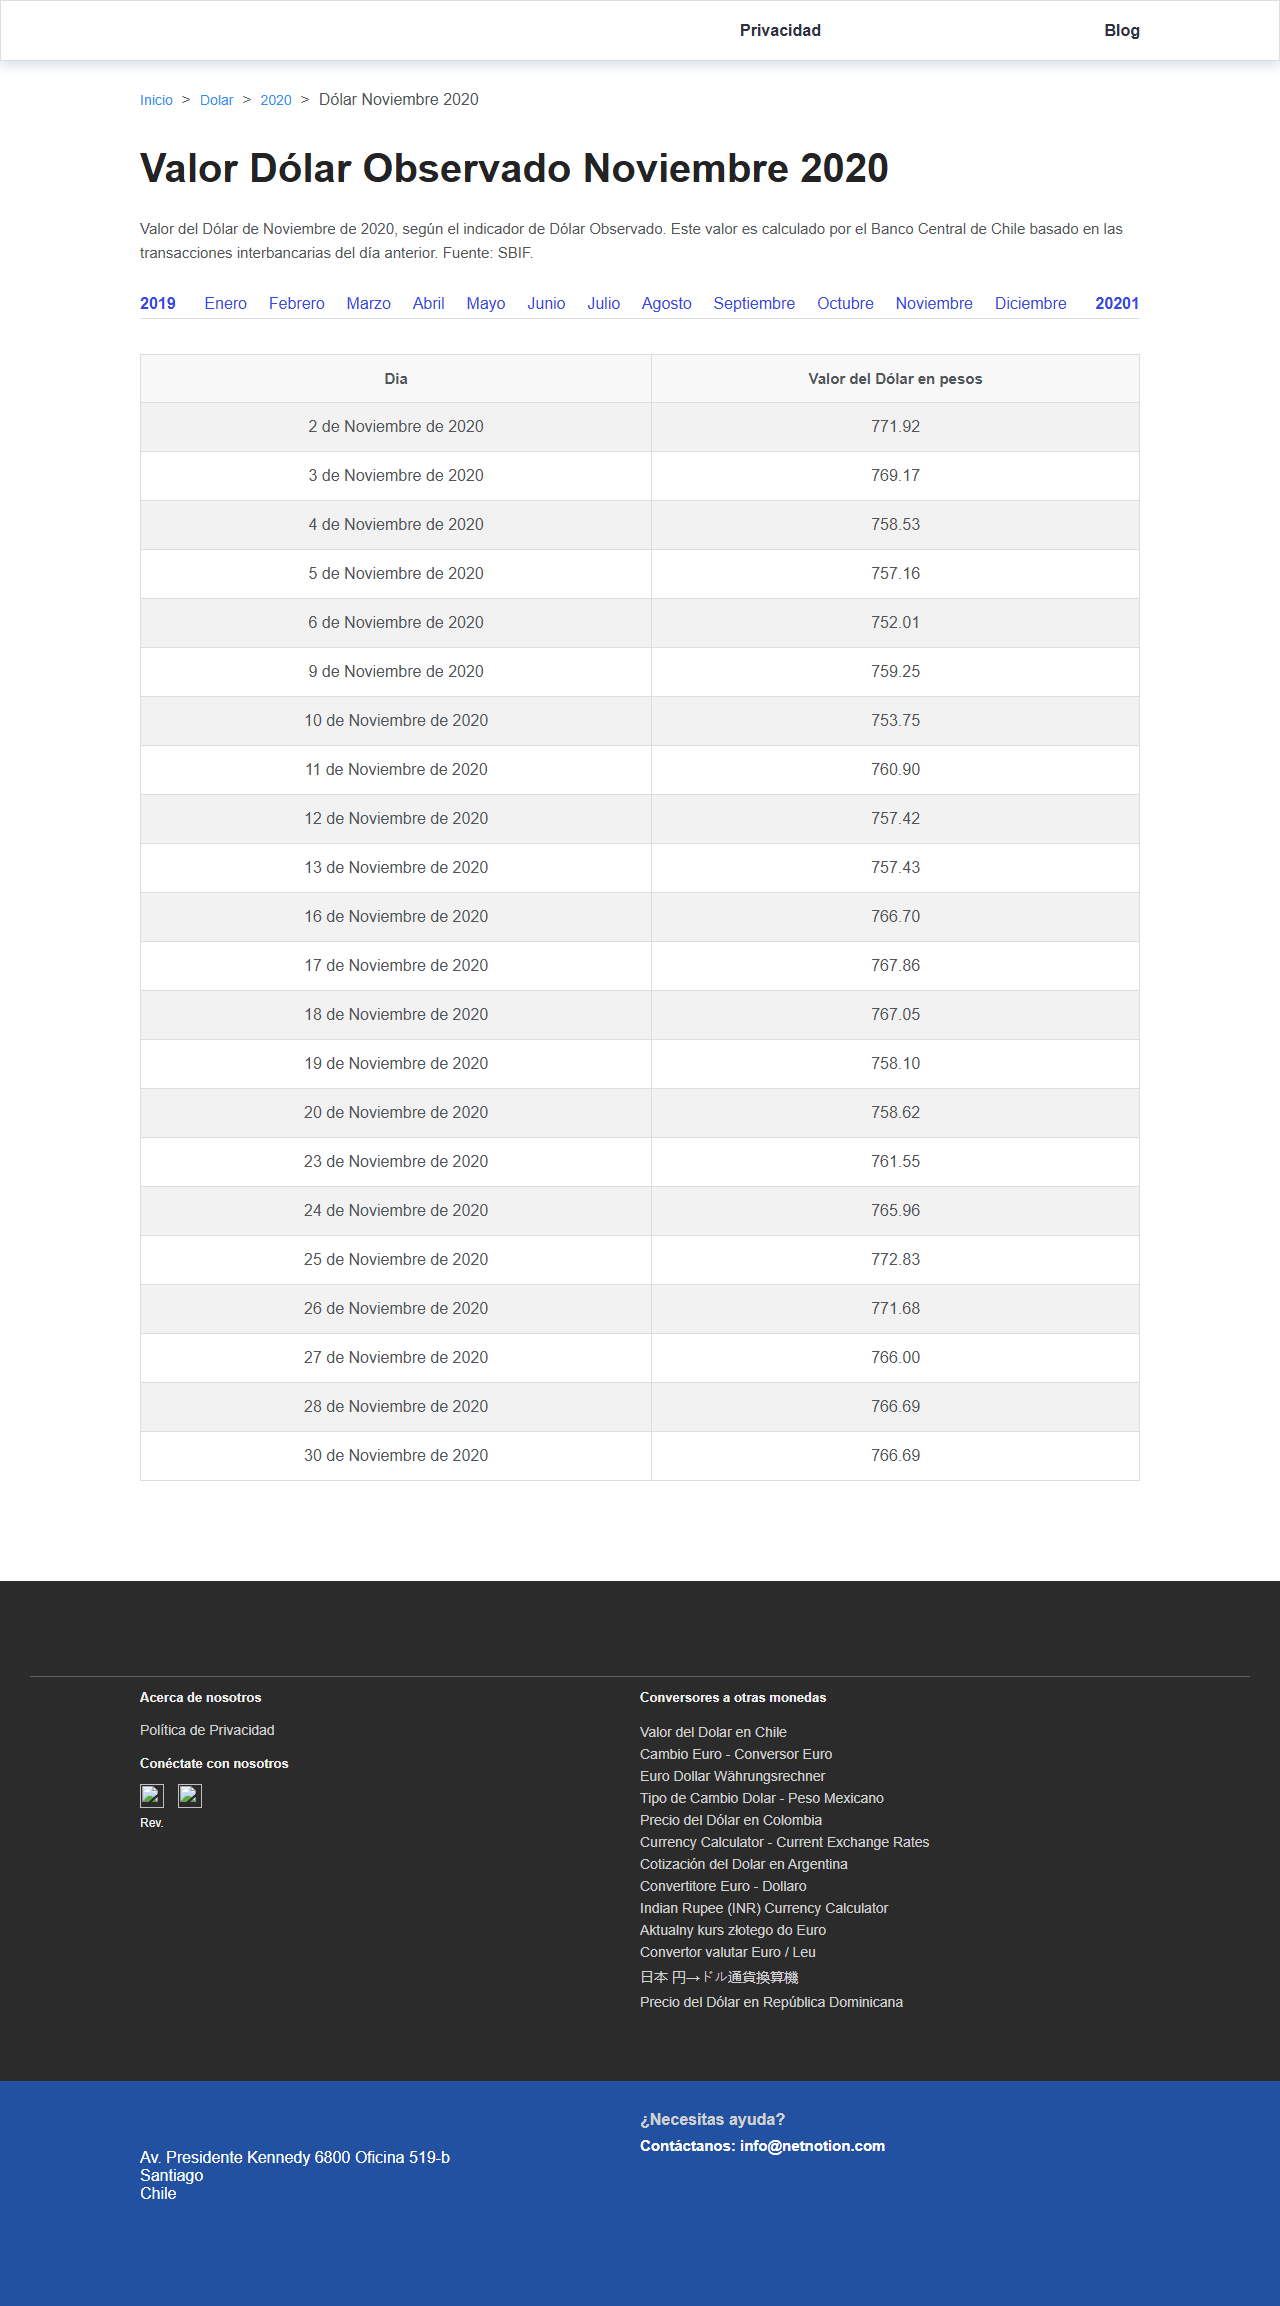 Privacidad Blog
Inicio > Dolar > 2020 > Dólar Noviembre 2020
Valor Dólar Observado Noviembre 2020
Valor del Dólar de Noviembre de 2020, según el indicador de Dólar Observado. Este valor es calculado por el Banco Central de Chile basado en las
transacciones interbancarias del día anterior. Fuente: SBIF.
2019 Enero Febrero Marzo Abril Mayo Junio Julio Agosto Septiembre Octubre Noviembre Diciembre 20201
Dia Valor del Dólar en pesos
2 de Noviembre de 2020 771.92
3 de Noviembre de 2020 769.17
4 de Noviembre de 2020 758.53
5 de Noviembre de 2020 757.16
6 de Noviembre de 2020 752.01
9 de Noviembre de 2020 759.25
10 de Noviembre de 2020 753.75
11 de Noviembre de 2020 760.90
12 de Noviembre de 2020 757.42
13 de Noviembre de 2020 757.43
16 de Noviembre de 2020 766.70
17 de Noviembre de 2020 767.86
18 de Noviembre de 2020 767.05
19 de Noviembre de 2020 758.10
20 de Noviembre de 2020 758.62
23 de Noviembre de 2020 761.55
24 de Noviembre de 2020 765.96
25 de Noviembre de 2020 772.83
26 de Noviembre de 2020 771.68
27 de Noviembre de 2020 766.00
28 de Noviembre de 2020 766.69
30 de Noviembre de 2020 766.69
Acerca de nosotros
Política de Privacidad
Conéctate con nosotros
Rev.
Conversores a otras monedas
Valor del Dolar en Chile
Cambio Euro - Conversor Euro
Euro Dollar Währungsrechner
Tipo de Cambio Dolar - Peso Mexicano
Precio del Dólar en Colombia
Currency Calculator - Current Exchange Rates
Cotización del Dolar en Argentina
Convertitore Euro - Dollaro
Indian Rupee (INR) Currency Calculator
Aktualny kurs złotego do Euro
Convertor valutar Euro / Leu
日本 円→ドル通貨換算機
Precio del Dólar en República Dominicana
Av. Presidente Kennedy 6800 Oficina 519-b
Santiago
Chile
¿Necesitas ayuda?
Contáctanos: info@netnotion.com